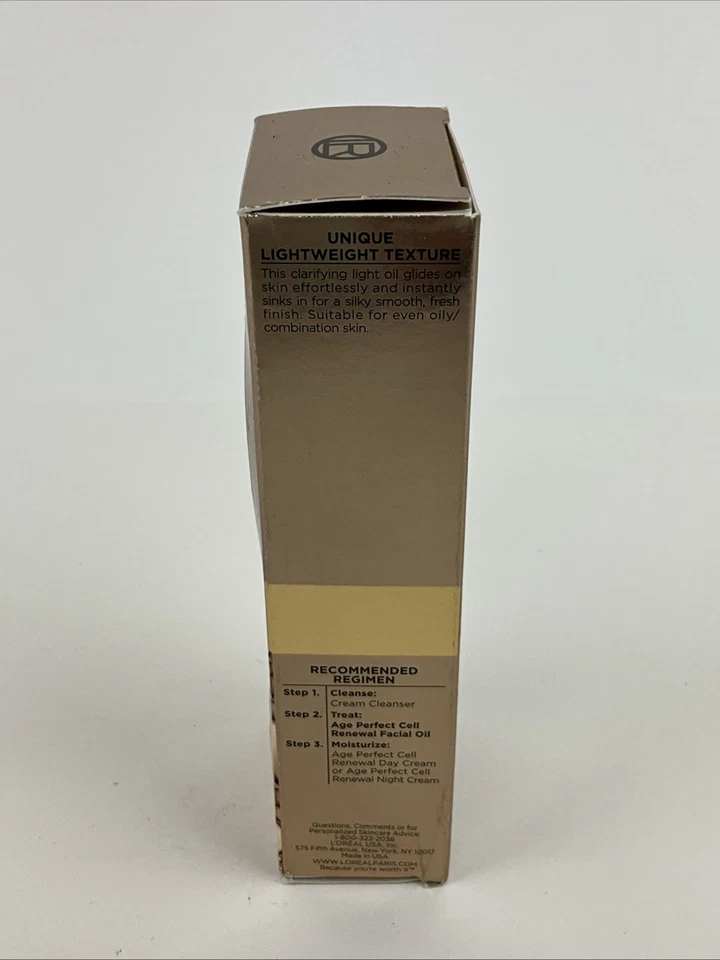 UNIQUE
LIGHTWEIGHT TEXTURE
This clarifying light oil glides on
skin effortlessly and instantly
sinks in for a silky smooth, fresh
finish. Suitable for even oily/
combination skin.
RECOMMENDED
REGIMEN
Step 1. Cleanse:
Cream Cleanser
Step 2. Treat:
Age Perfect Cell
Renewal Facial Oil
Step 3. Moisturize:
Age Perfect Cell
Renewal Day Cream
or Age Perfect Cell
Renewal Night Cream
Questions, Comments or for
Personalized Skincare Advice:
1-800-322-2036
L'ORÉAL USA, Inc.
575 Fifth Avenue, New York, NY 10017
Made in USA
WWW.LOREALPARIS.COM
Because you're worth it™